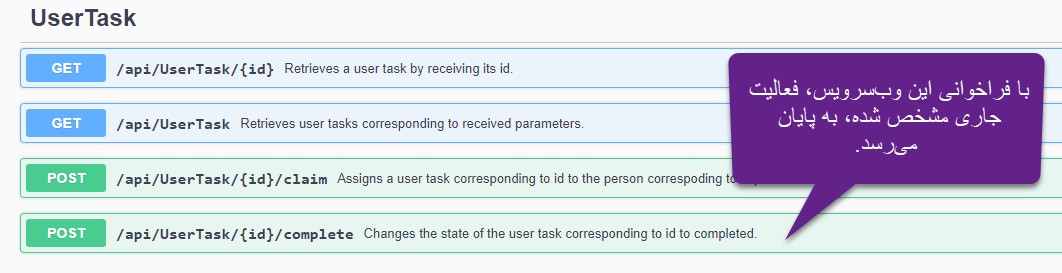 UserTask
GET /api/UserTask/{id} Retrieves a user task by receiving its id.
GET /api/UserTask Retrieves user tasks corresponding to received parameters.
POST /api/UserTask/{id}/claim Assigns a user task corresponding to id to the person correspoding to
POST /api/UserTask/{id}/complete Changes the state of the user task corresponding to id to completed.
با فراخوانی این وب‌سرویس، فعالیت
جاری مشخص شده، به پایان
می‌رسد.